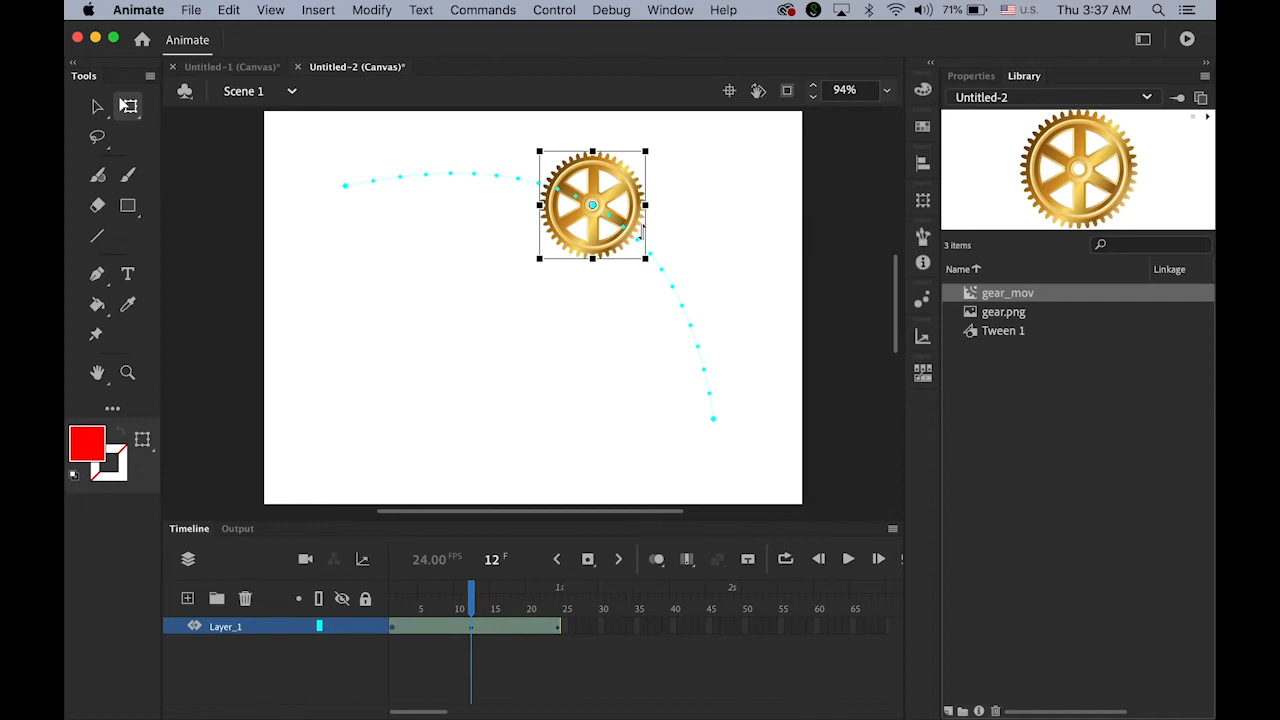 Animate File Edit View Insert Modify Text Commands Control Debug Window Help 71% U.S. Thu 3:37 AM
Animate
Tools
Untitled-1 (Canvas)* Untitled-2 (Canvas)*
Scene 1 94%
Properties Library
Untitled-2
3 items
Name Linkage
gear_mov
gear.png
Tween 1
T
Timeline Output
24.00 FPS 12 F
1s 2s
5 10 15 20 25 30 35 40 45 50 55 60 65
Layer_1